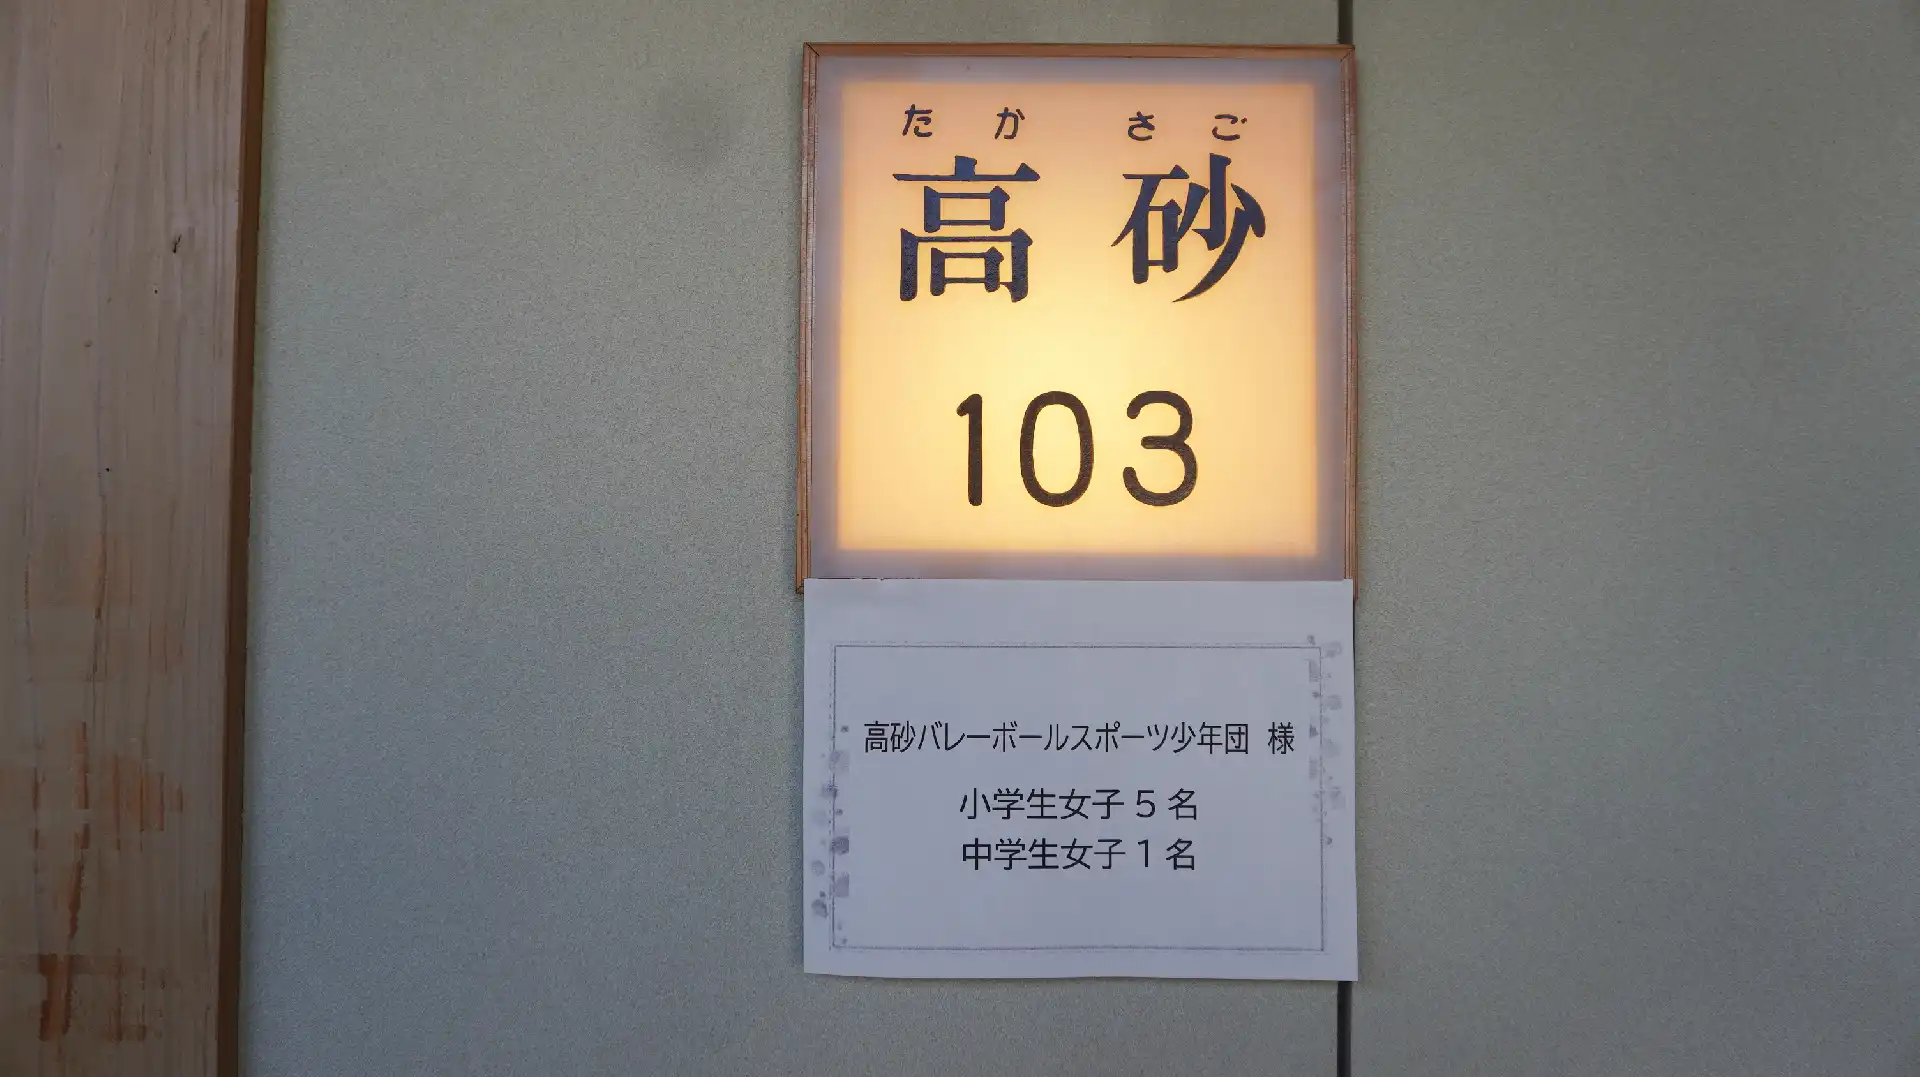 たか さご
高砂
103
高砂バレーボールスポーツ少年団 様
小学生女子5名
中学生女子1名